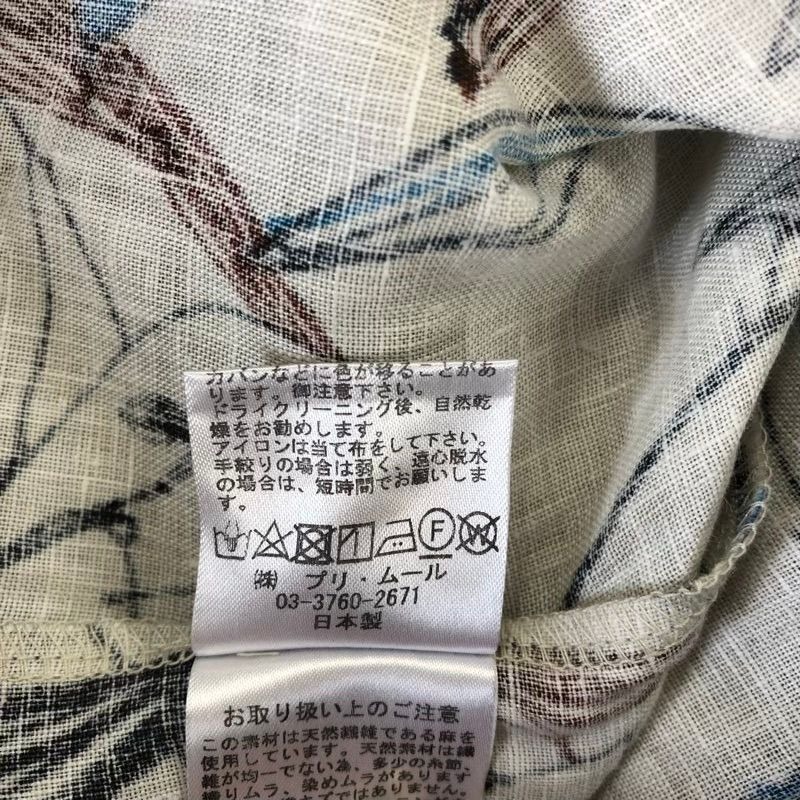 カバンなどに色が移ることがあ
ります。御注意下さい。
ドライクリーニング後、自然乾
燥をお勧めします。
アイロンは当て布をして下さい。
手絞りの場合は弱く、遠心脱水
の場合は、短時間でお願いしま
す。
F W
㈱ プリ・ムール
03-3760-2671
日本製
お取り扱い上のご注意
この素材は天然繊維である麻を
使用しています。天然素材は繊
維が均一でない為、多少の糸節、
織りムラ、染めムラがあります
ではありません。